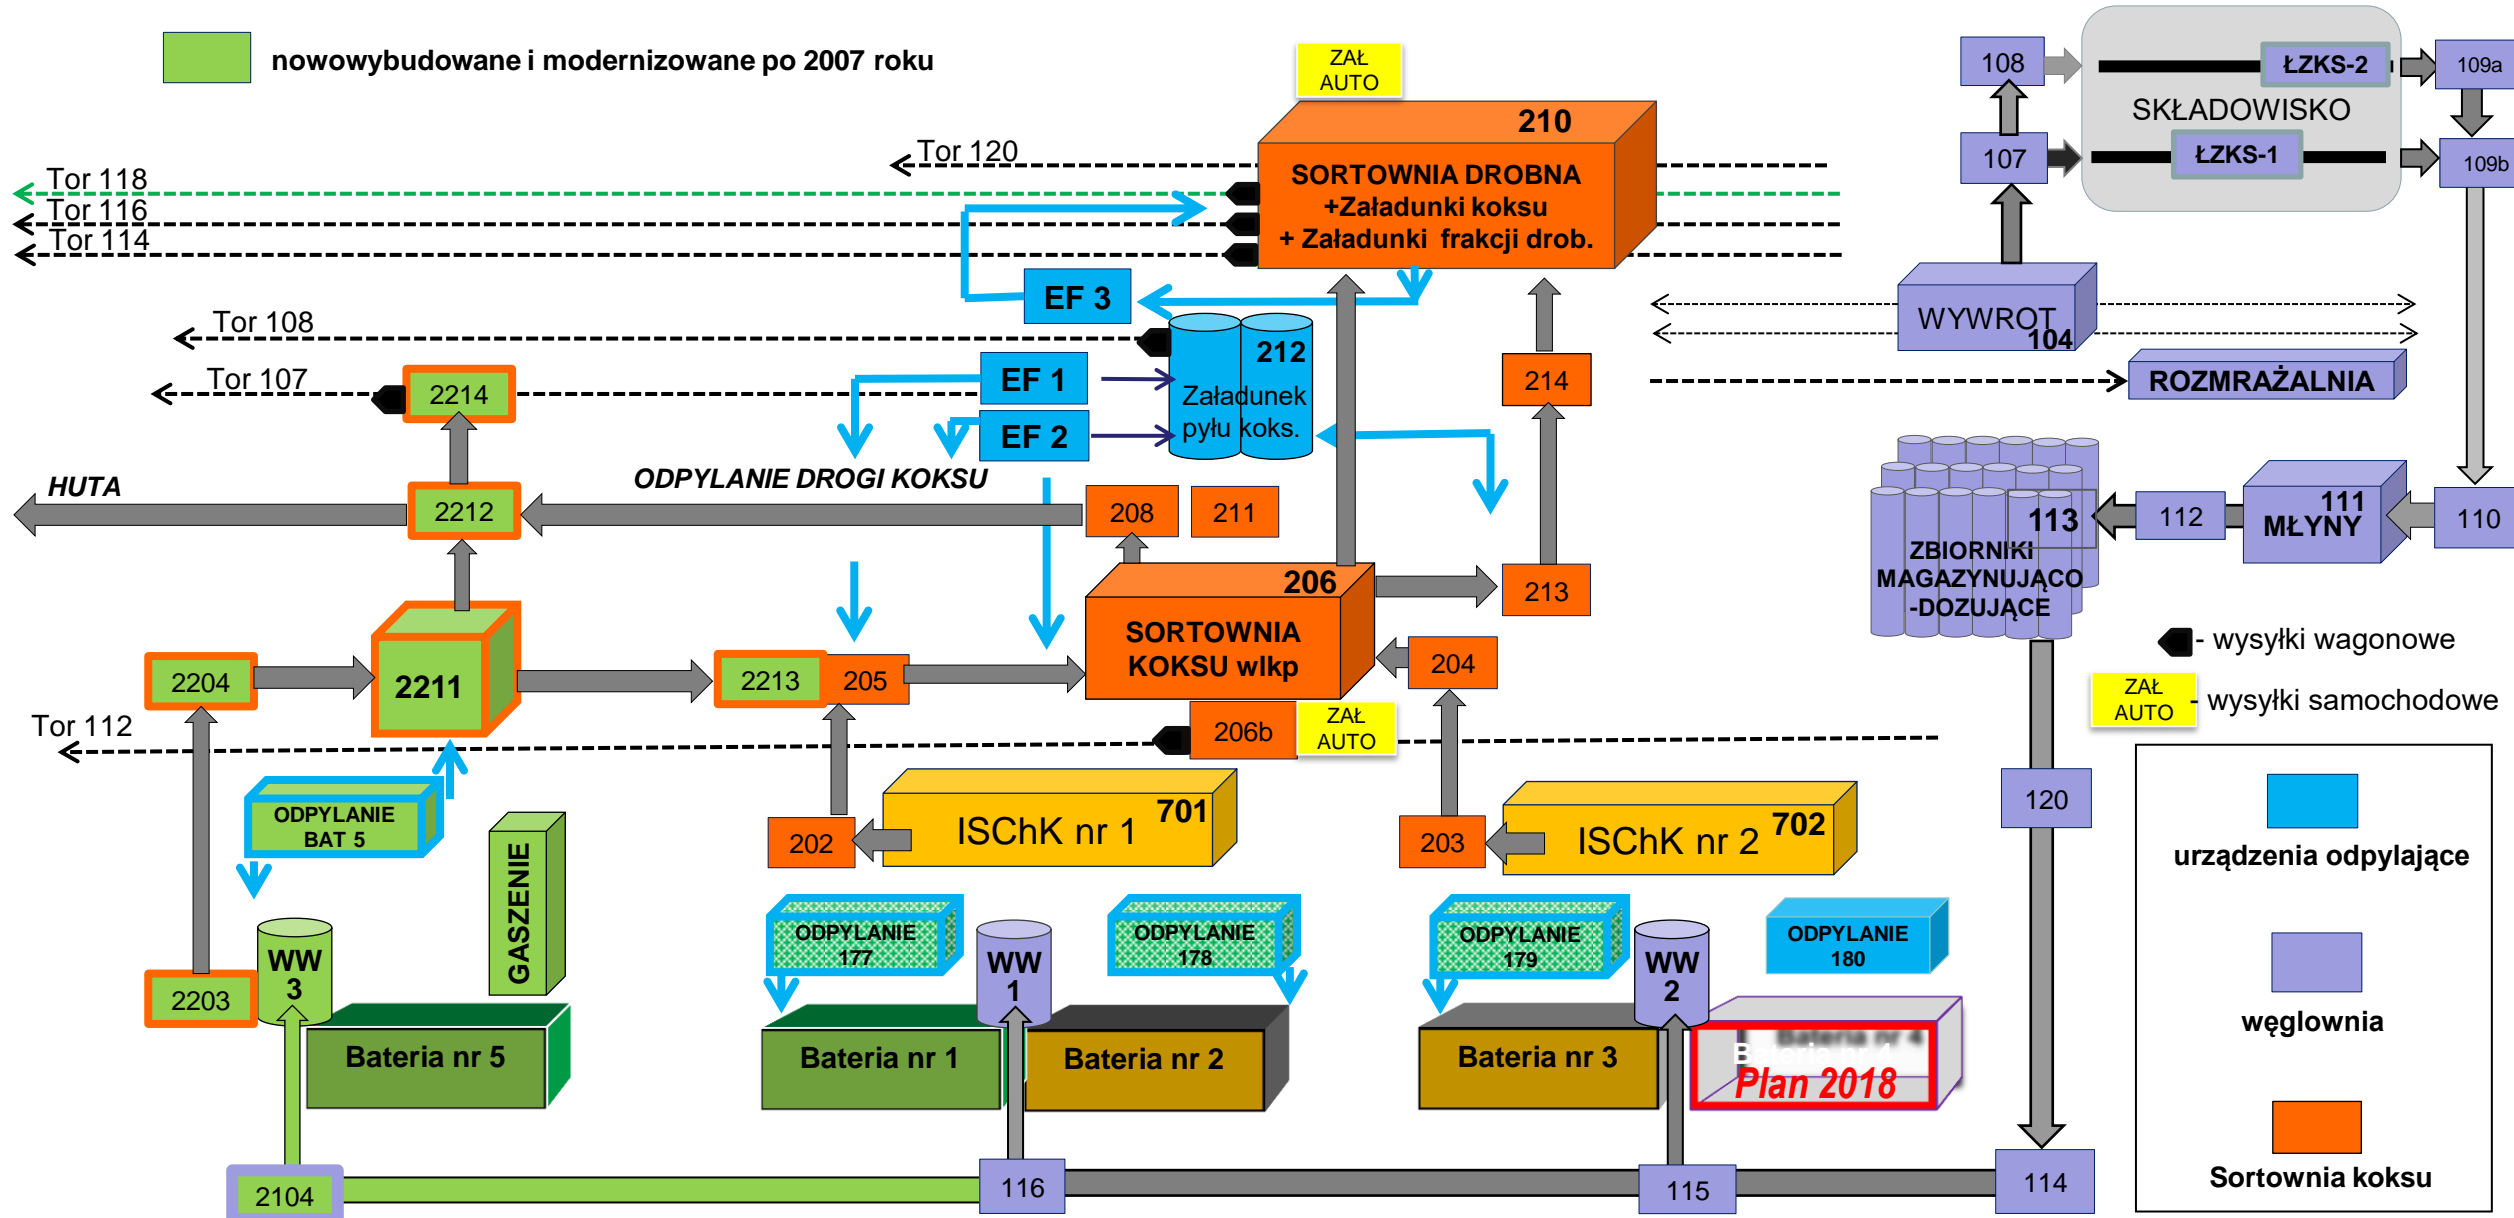 nowowybudowane i modernizowane po 2007 roku
ZAŁ
AUTO
108
ŁZKS-2
109a
SKŁADOWISKO
107
ŁZKS-1
109b
210
SORTOWNIA DROBNA
+Załadunki koksu
+ Załadunki frakcji drob.
Tor 120
Tor 118
Tor 116
Tor 114
EF 3
WYWROT
104
Tor 108
212
Załadunek
pyłu koks.
EF 1
EF 2
Tor 107
2214
214
ROZMRAŻALNIA
HUTA
ODPYLANIE DROGI KOKSU
2212
208
211
113
ZBIORNIKI
MAGAZYNUJĄCO
-DOZUJĄCE
112
111
MŁYNY
110
206
SORTOWNIA
KOKSU wlkp
213
2204
2211
2213
205
204
- wysyłki wagonowe
ZAŁ
AUTO
- wysyłki samochodowe
Tor 112
206b
ZAŁ
AUTO
ODPYLANIE
BAT 5
GASZENIE
202
ISChK nr 1
701
203
ISChK nr 2
702
120
urządzenia odpylające
węglownia
Sortownia koksu
WW
3
2203
ODPYLANIE
177
WW
1
ODPYLANIE
178
ODPYLANIE
179
WW
2
ODPYLANIE
180
Bateria nr 5
Bateria nr 1
Bateria nr 2
Bateria nr 3
Bateria nr 4
Bateria nr 4
Plan 2018
2104
116
115
114